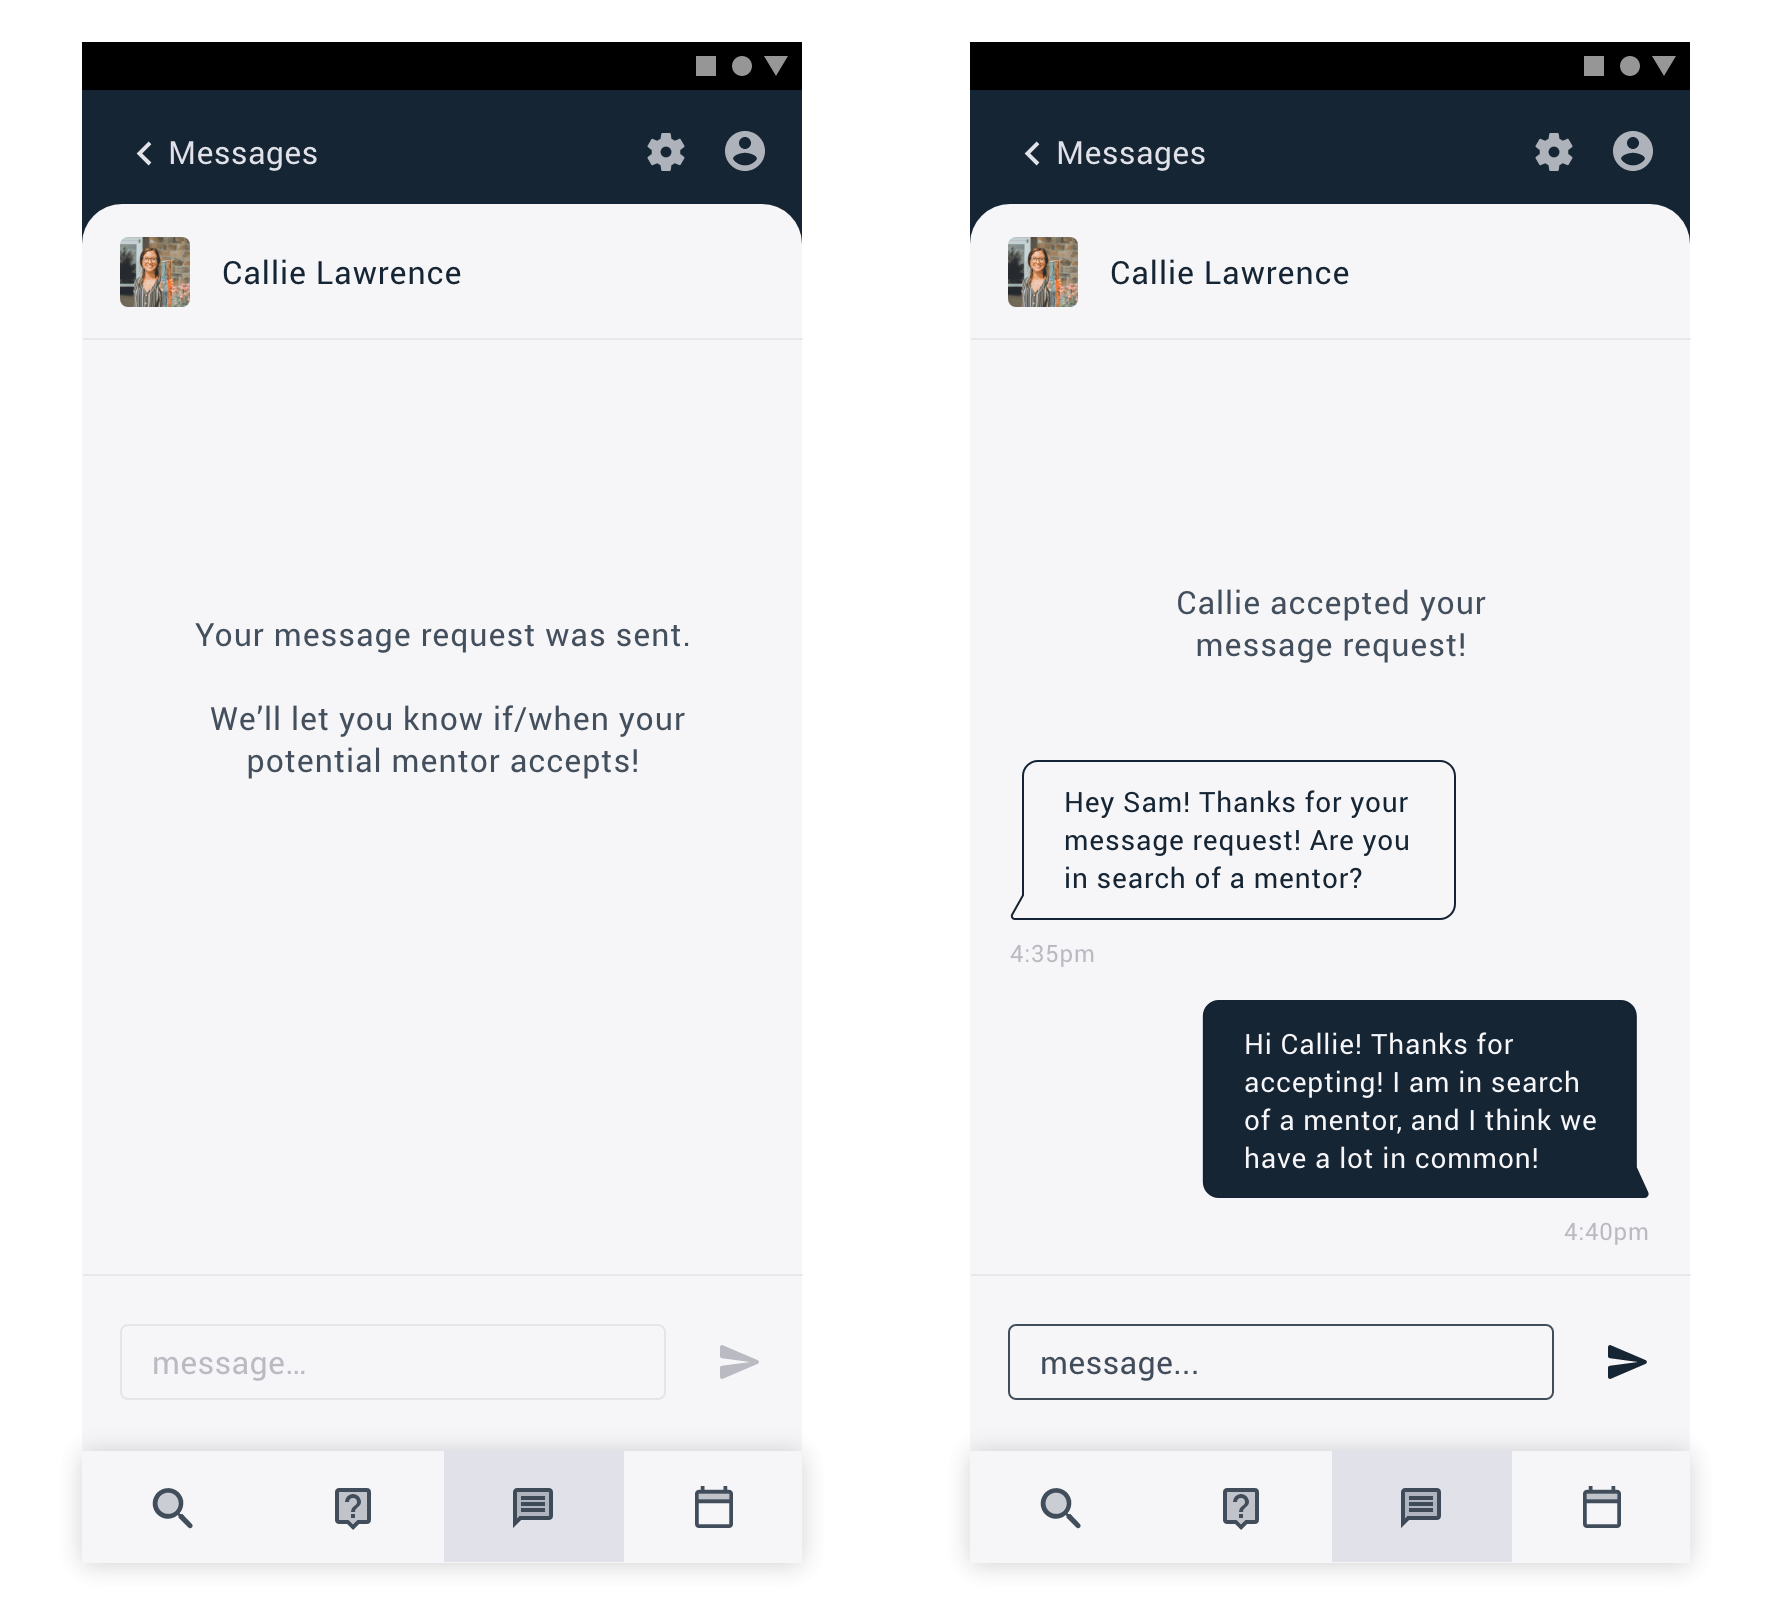 Messages
Callie Lawrence
Your message request was sent.
We’ll let you know if/when your
potential mentor accepts!
message...
?
Messages
Callie Lawrence
Callie accepted your
message request!
Hey Sam! Thanks for your
message request! Are you
in search of a mentor?
4:35pm
Hi Callie! Thanks for
accepting! I am in search
of a mentor, and I think we
have a lot in common!
4:40pm
message...
?